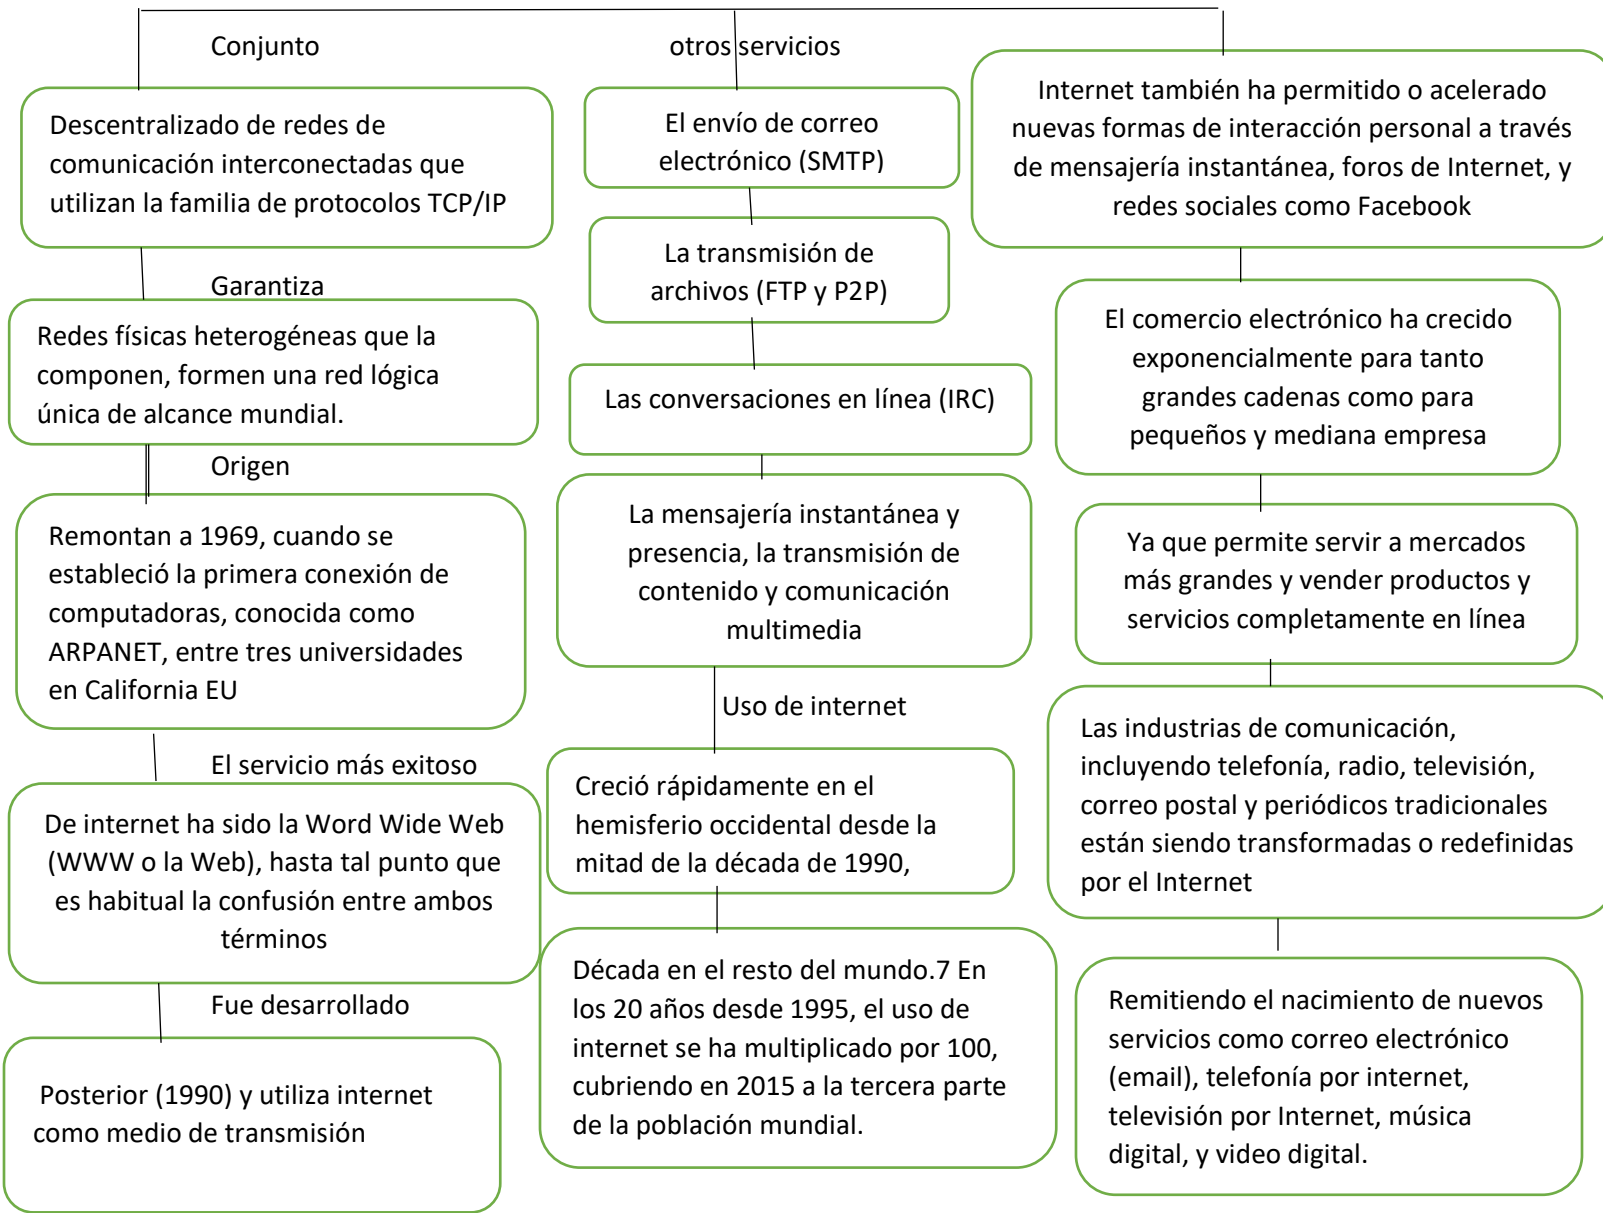 Conjunto
Descentralizado de redes de
comunicación interconectadas que
utilizan la familia de protocolos TCP/IP
Garantiza
Redes físicas heterogéneas que la
componen, formen una red lógica
única de alcance mundial.
Origen
Remontan a 1969, cuando se
estableció la primera conexión de
computadoras, conocida como
ARPANET, entre tres universidades
en California EU
El servicio más exitoso
De internet ha sido la Word Wide Web
(WWW o la Web), hasta tal punto que
es habitual la confusión entre ambos
términos
Fue desarrollado
Posterior (1990) y utiliza internet
como medio de transmisión
otros servicios
El envío de correo
electrónico (SMTP)
La transmisión de
archivos (FTP y P2P)
Las conversaciones en línea (IRC)
La mensajería instantánea y
presencia, la transmisión de
contenido y comunicación
multimedia
Uso de internet
Creció rápidamente en el
hemisferio occidental desde la
mitad de la década de 1990,
Década en el resto del mundo.7 En
los 20 años desde 1995, el uso de
internet se ha multiplicado por 100,
cubriendo en 2015 a la tercera parte
de la población mundial.
Internet también ha permitido o acelerado
nuevas formas de interacción personal a través
de mensajería instantánea, foros de Internet, y
redes sociales como Facebook
El comercio electrónico ha crecido
exponencialmente para tanto
grandes cadenas como para
pequeños y mediana empresa
Ya que permite servir a mercados
más grandes y vender productos y
servicios completamente en línea
Las industrias de comunicación,
incluyendo telefonía, radio, televisión,
correo postal y periódicos tradicionales
están siendo transformadas o redefinidas
por el Internet
Remitiendo el nacimiento de nuevos
servicios como correo electrónico
(email), telefonía por internet,
televisión por Internet, música
digital, y video digital.